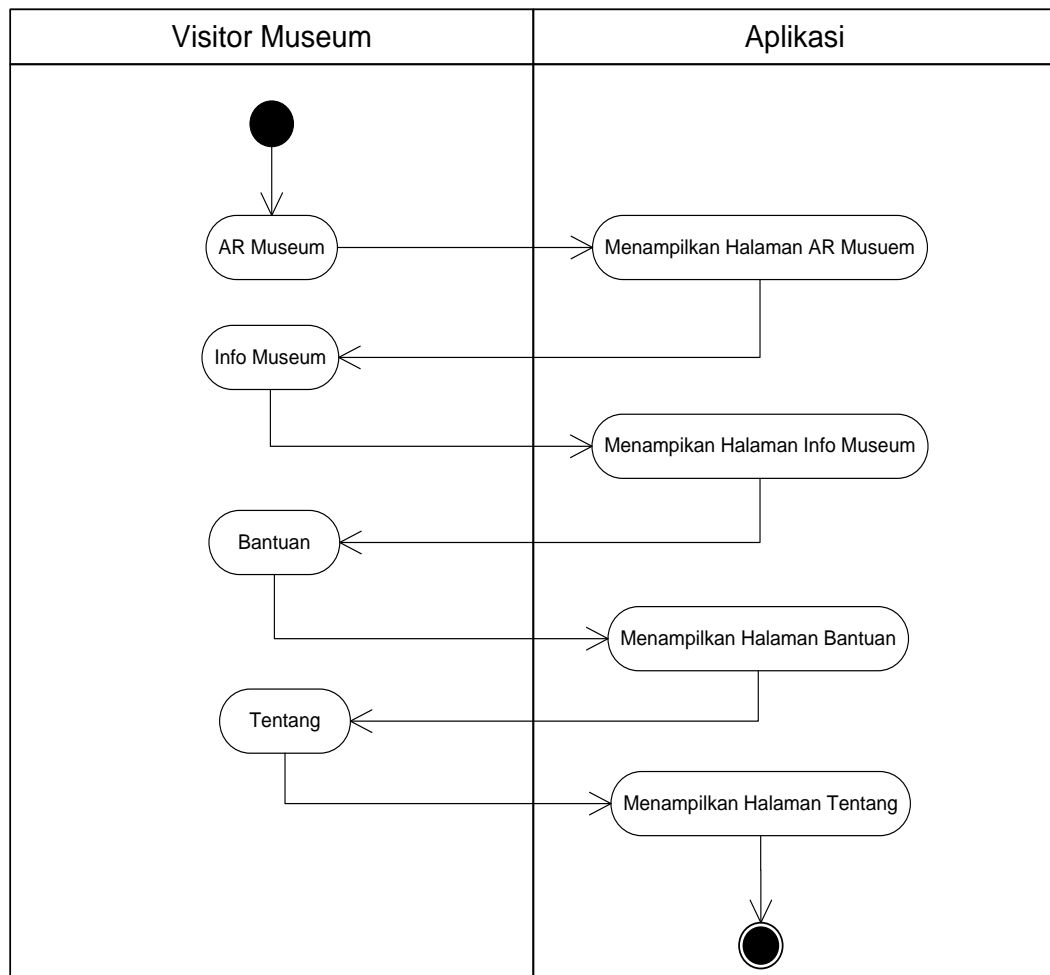 Visitor Museum
Aplikasi
AR Museum
Menampilkan Halaman AR Musuem
Info Museum
Menampikan Halaman Info Museum
Bantuan
Menampilkan Halaman Bantuan
Tentang
Menampilkan Halaman Tentang